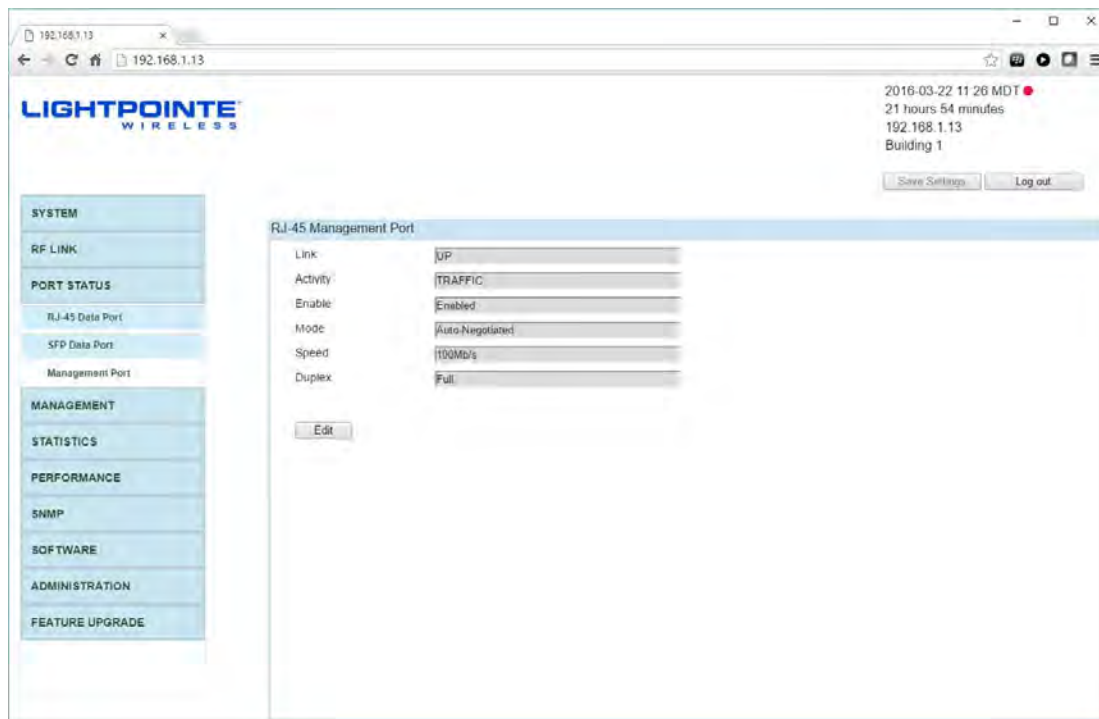 192.168.1.13
192.168.1.13
LIGHTPOINTE
WIRELESS
2016-03-22 11 26 MDT
21 hours 54 minutes
192.168.1.13
Building 1
Save Settings
Log out
SYSTEM
RF LINK
PORT STATUS
RJ-45 Data Port
SFP Data Port
Management Port
MANAGEMENT
STATISTICS
PERFORMANCE
SNMP
SOFTWARE
ADMINISTRATION
FEATURE UPGRADE
RJ-45 Management Port
Link UP
Activity TRAFFIC
Enable Enabled
Mode Auto-Negotiated
Speed 100Mb/s
Duplex Full
Edit